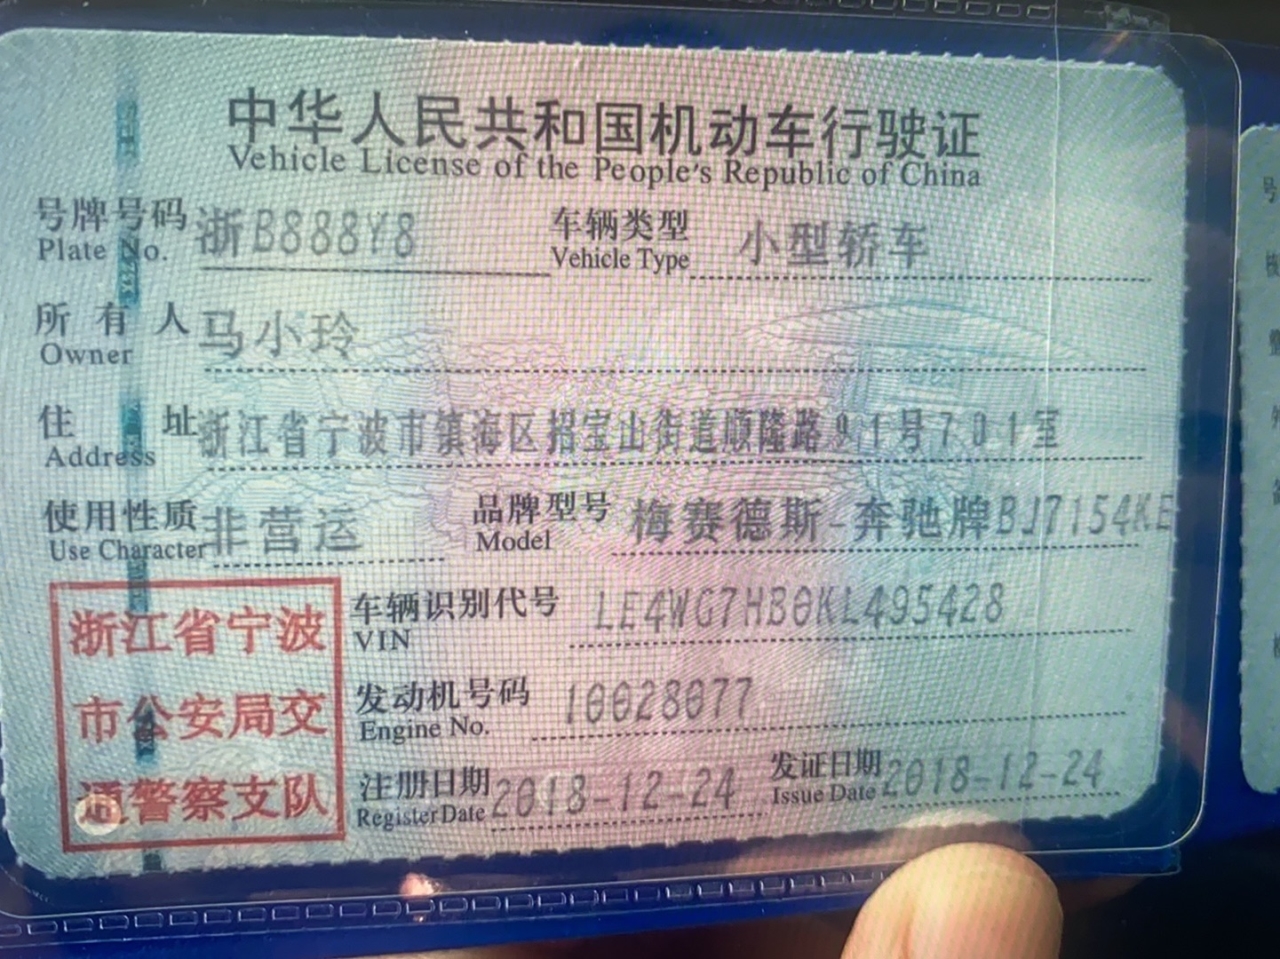 中华人民共和国机动车行驶证
Vehicle License of the People's Republic of China
号牌号码 浙B888Y8 车辆类型 小型轿车
Plate No. Vehicle Type
所有人 马小玲
Owner
住址 浙江省宁波市镇海区招宝山街道顺隆路91号701室
Address
使用性质 非营运 品牌型号 梅赛德斯-奔驰牌BJ7154KE
Use Character Model
浙江省宁波
市公安局交
通警察支队
车辆识别代号 LE4WG7HB0KL495428
VIN
发动机号码 10028077
Engine No.
注册日期 2018-12-24 发证日期 2018-12-24
Register Date Issue Date